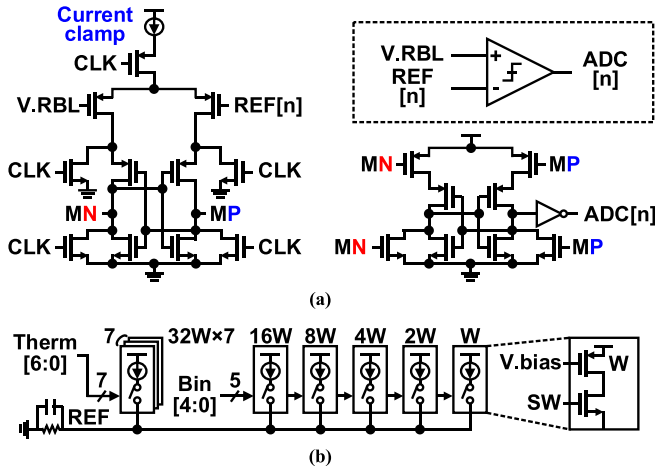 Current
clamp
CLK
V.RBL
REF[n]
CLK
CLK
MN
MP
CLK
CLK
V.RBL
REF
[n]
+
-
ADC
[n]
MN
MP
ADC[n]
MN
MP
(a)
Therm
[6:0]
7
7
32W×7
16W
8W
4W
2W
W
Bin
[4:0]
5
REF
V.bias
W
SW
(b)